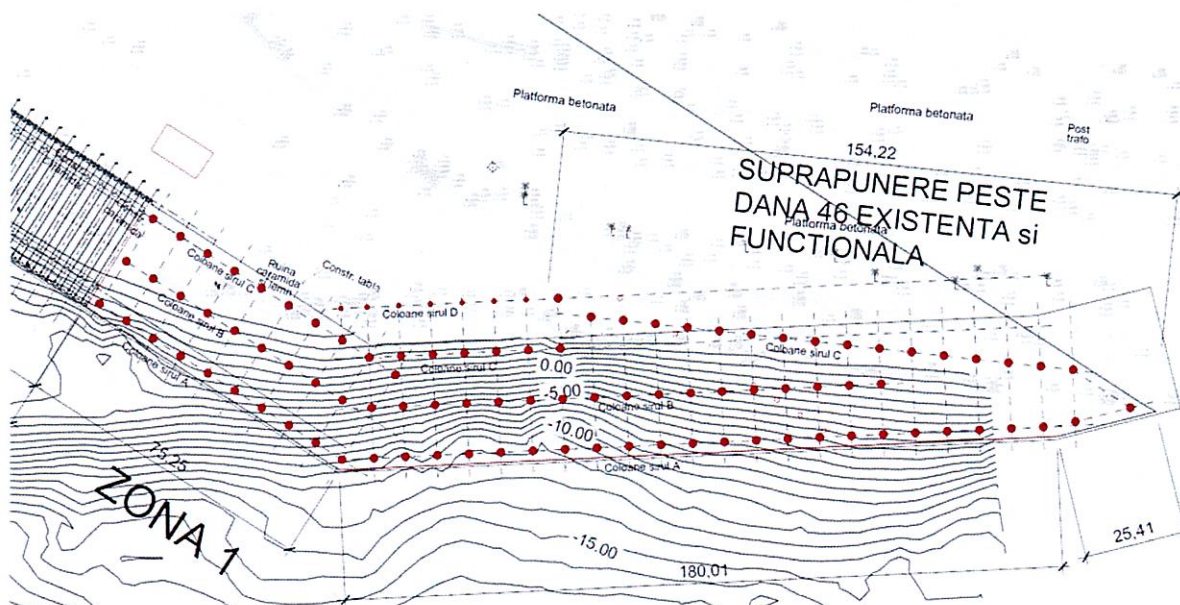 Platforma betonata
Platforma betonata
Post
trafo
154,22
SUPRAPUNERE PESTE
DANA 46 EXISTENTA si
Platforma betonata
FUNCTIONALA
Ruina
caramida
lemn
Constr. tabla
Coloane sirul C
Coloane sirul D
Coloane sirul B
Coloane sirul C
Coloane sirul C
0.00
-5.00
Coloane sirul B
Coloane sirul A
-10.00
Coloane sirul A
75,25
ZONA 1
-15.00
180,01
25,41